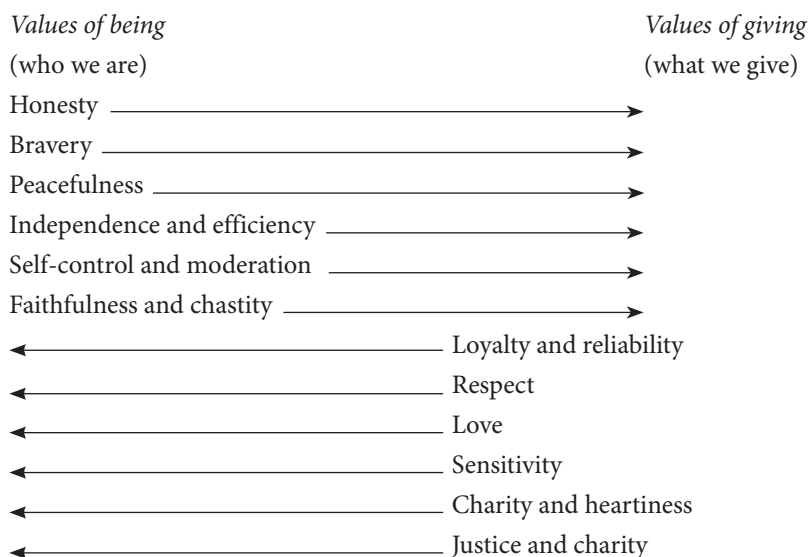 Values of being Values of giving
(who we are) (what we give)
Honesty
Bravery
Peacefulness
Independence and efficiency
Self-control and moderation
Faithfulness and chastity
Loyalty and reliability
Respect
Love
Sensitivity
Charity and heartiness
Justice and charity